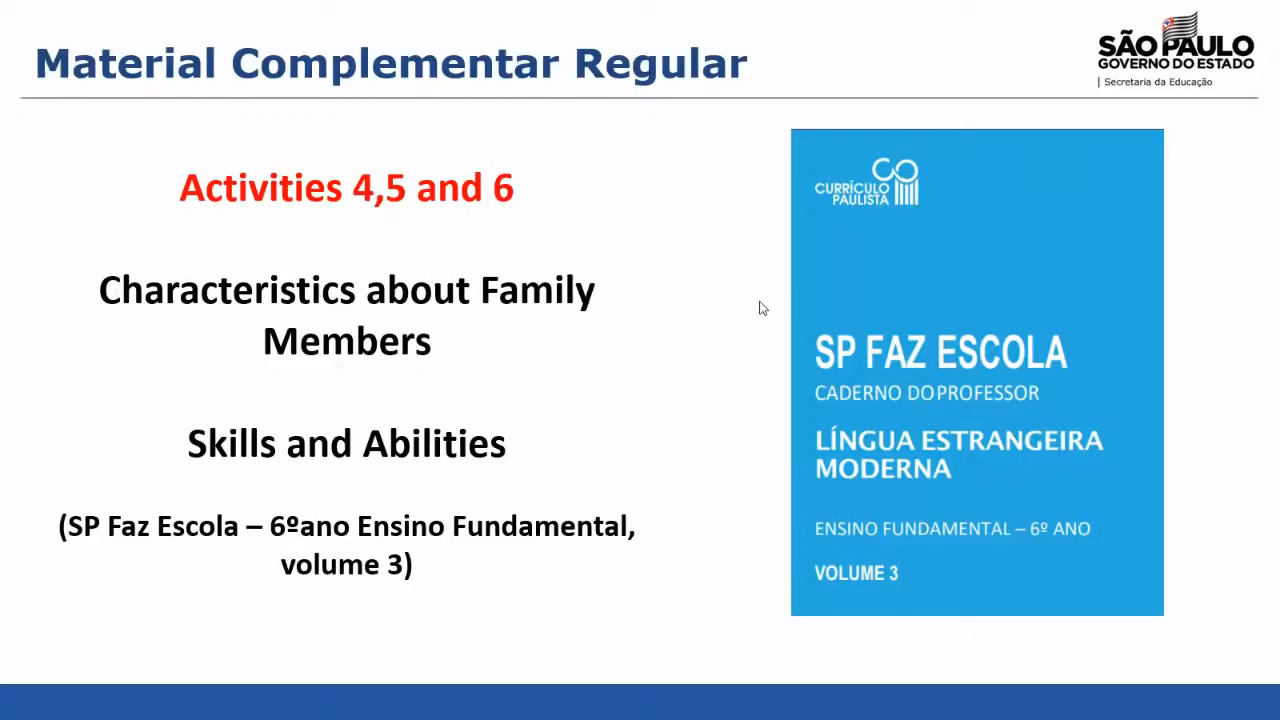 Material Complementar Regular
SÃO PAULO
GOVERNO DO ESTADO
| Secretaria da Educação
Activities 4,5 and 6
Characteristics about Family
Members
Skills and Abilities
(SP Faz Escola – 6ºano Ensino Fundamental,
volume 3)
CURRÍCULO
PAULISTA
SP FAZ ESCOLA
CADERNO DO PROFESSOR
LÍNGUA ESTRANGEIRA
MODERNA
ENSINO FUNDAMENTAL – 6º ANO
VOLUME 3